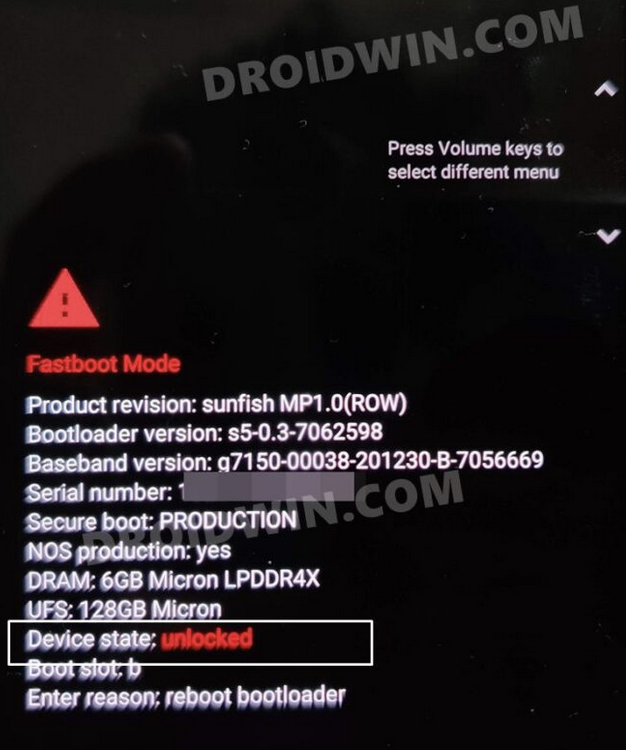 DROIDWIN.COM
Press Volume keys to
select different menu
Fastboot Mode
Product revision: sunfish MP1.0(ROW)
Bootloader version: s5-0.3-7062598
Baseband version: g7150-00038-201230-B-7056669
Serial number: 1
Secure boot: PRODUCTION
DROIDWIN.COM
NOS production: yes
DRAM: 6GB Micron LPDDR4X
UFS: 128GB Micron
Device state: unlocked
Boot slot: b
Enter reason: reboot bootloader